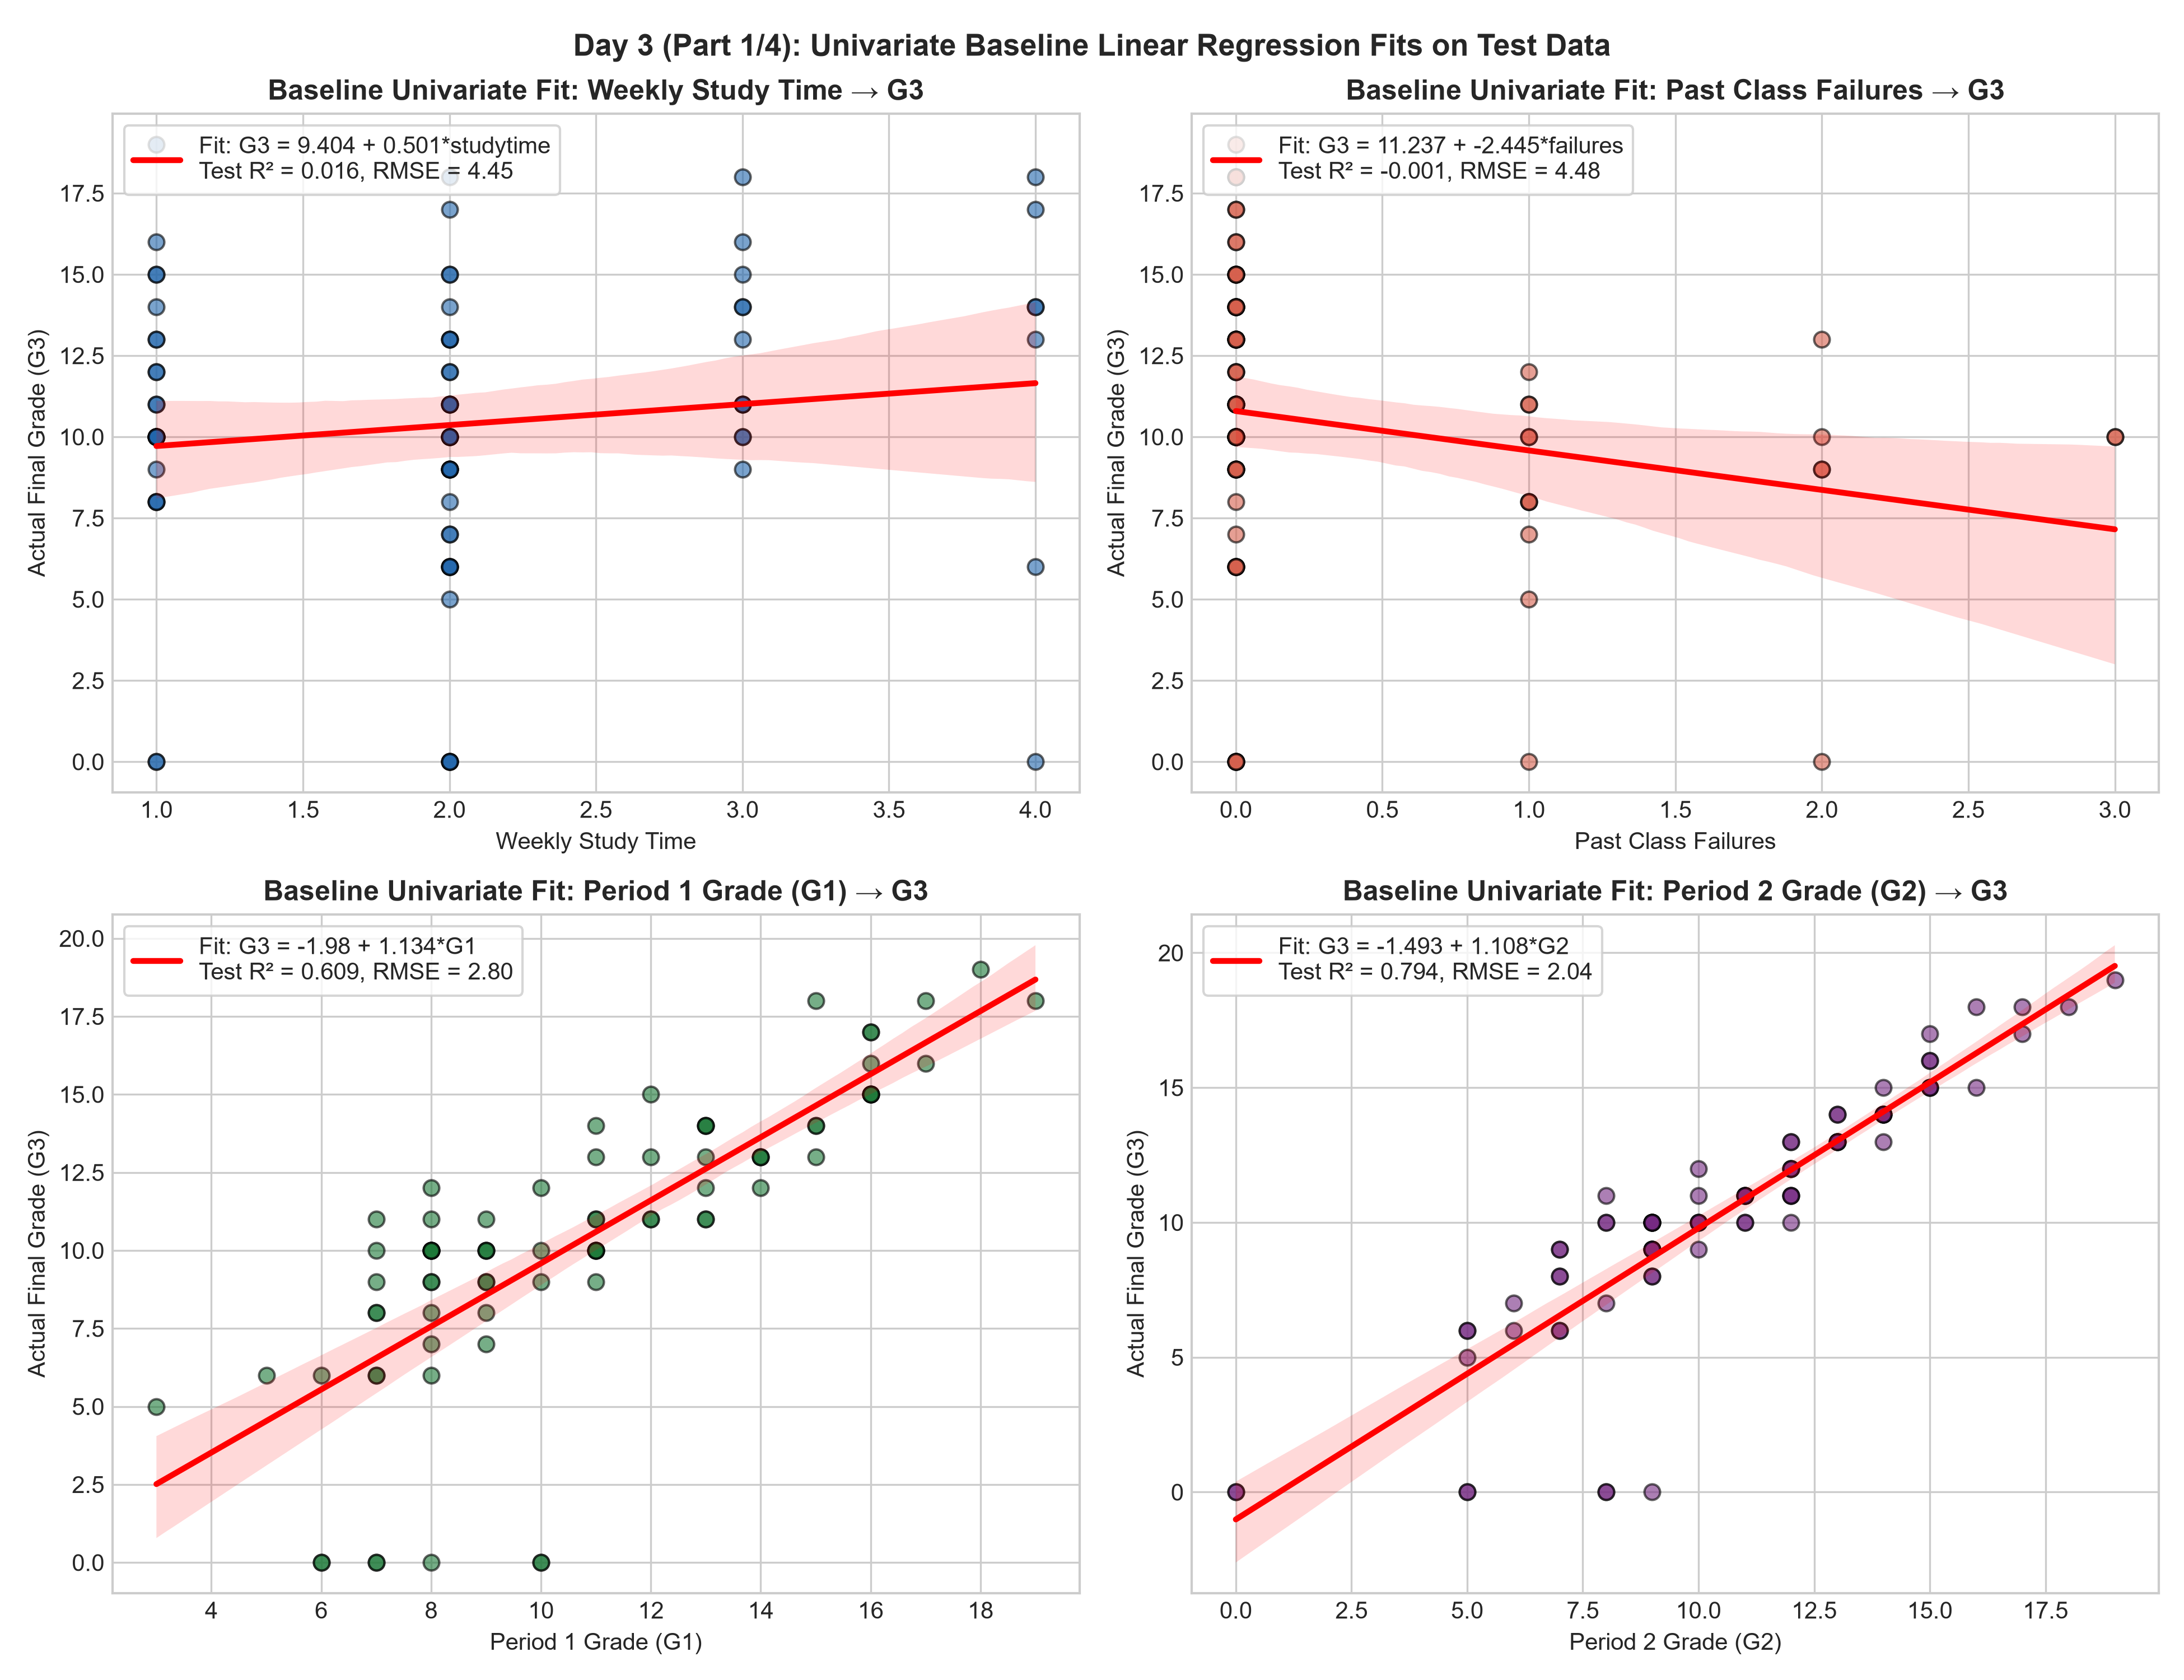 Day 3 (Part 1/4): Univariate Baseline Linear Regression Fits on Test Data
Baseline Univariate Fit: Weekly Study Time → G3
Fit: G3 = 9.404 + 0.501*studytime
Test R² = 0.016, RMSE = 4.45
Actual Final Grade (G3)
17.5
15.0
12.5
10.0
7.5
5.0
2.5
0.0
1.0 1.5 2.0 2.5 3.0 3.5 4.0
Weekly Study Time
Baseline Univariate Fit: Past Class Failures → G3
Fit: G3 = 11.237 + -2.445*failures
Test R² = -0.001, RMSE = 4.48
Actual Final Grade (G3)
17.5
15.0
12.5
10.0
7.5
5.0
2.5
0.0
0.0 0.5 1.0 1.5 2.0 2.5 3.0
Past Class Failures
Baseline Univariate Fit: Period 1 Grade (G1) → G3
Fit: G3 = -1.98 + 1.134*G1
Test R² = 0.609, RMSE = 2.80
Actual Final Grade (G3)
20.0
17.5
15.0
12.5
10.0
7.5
5.0
2.5
0.0
4 6 8 10 12 14 16 18
Period 1 Grade (G1)
Baseline Univariate Fit: Period 2 Grade (G2) → G3
Fit: G3 = -1.493 + 1.108*G2
Test R² = 0.794, RMSE = 2.04
Actual Final Grade (G3)
20
15
10
5
0
0.0 2.5 5.0 7.5 10.0 12.5 15.0 17.5
Period 2 Grade (G2)